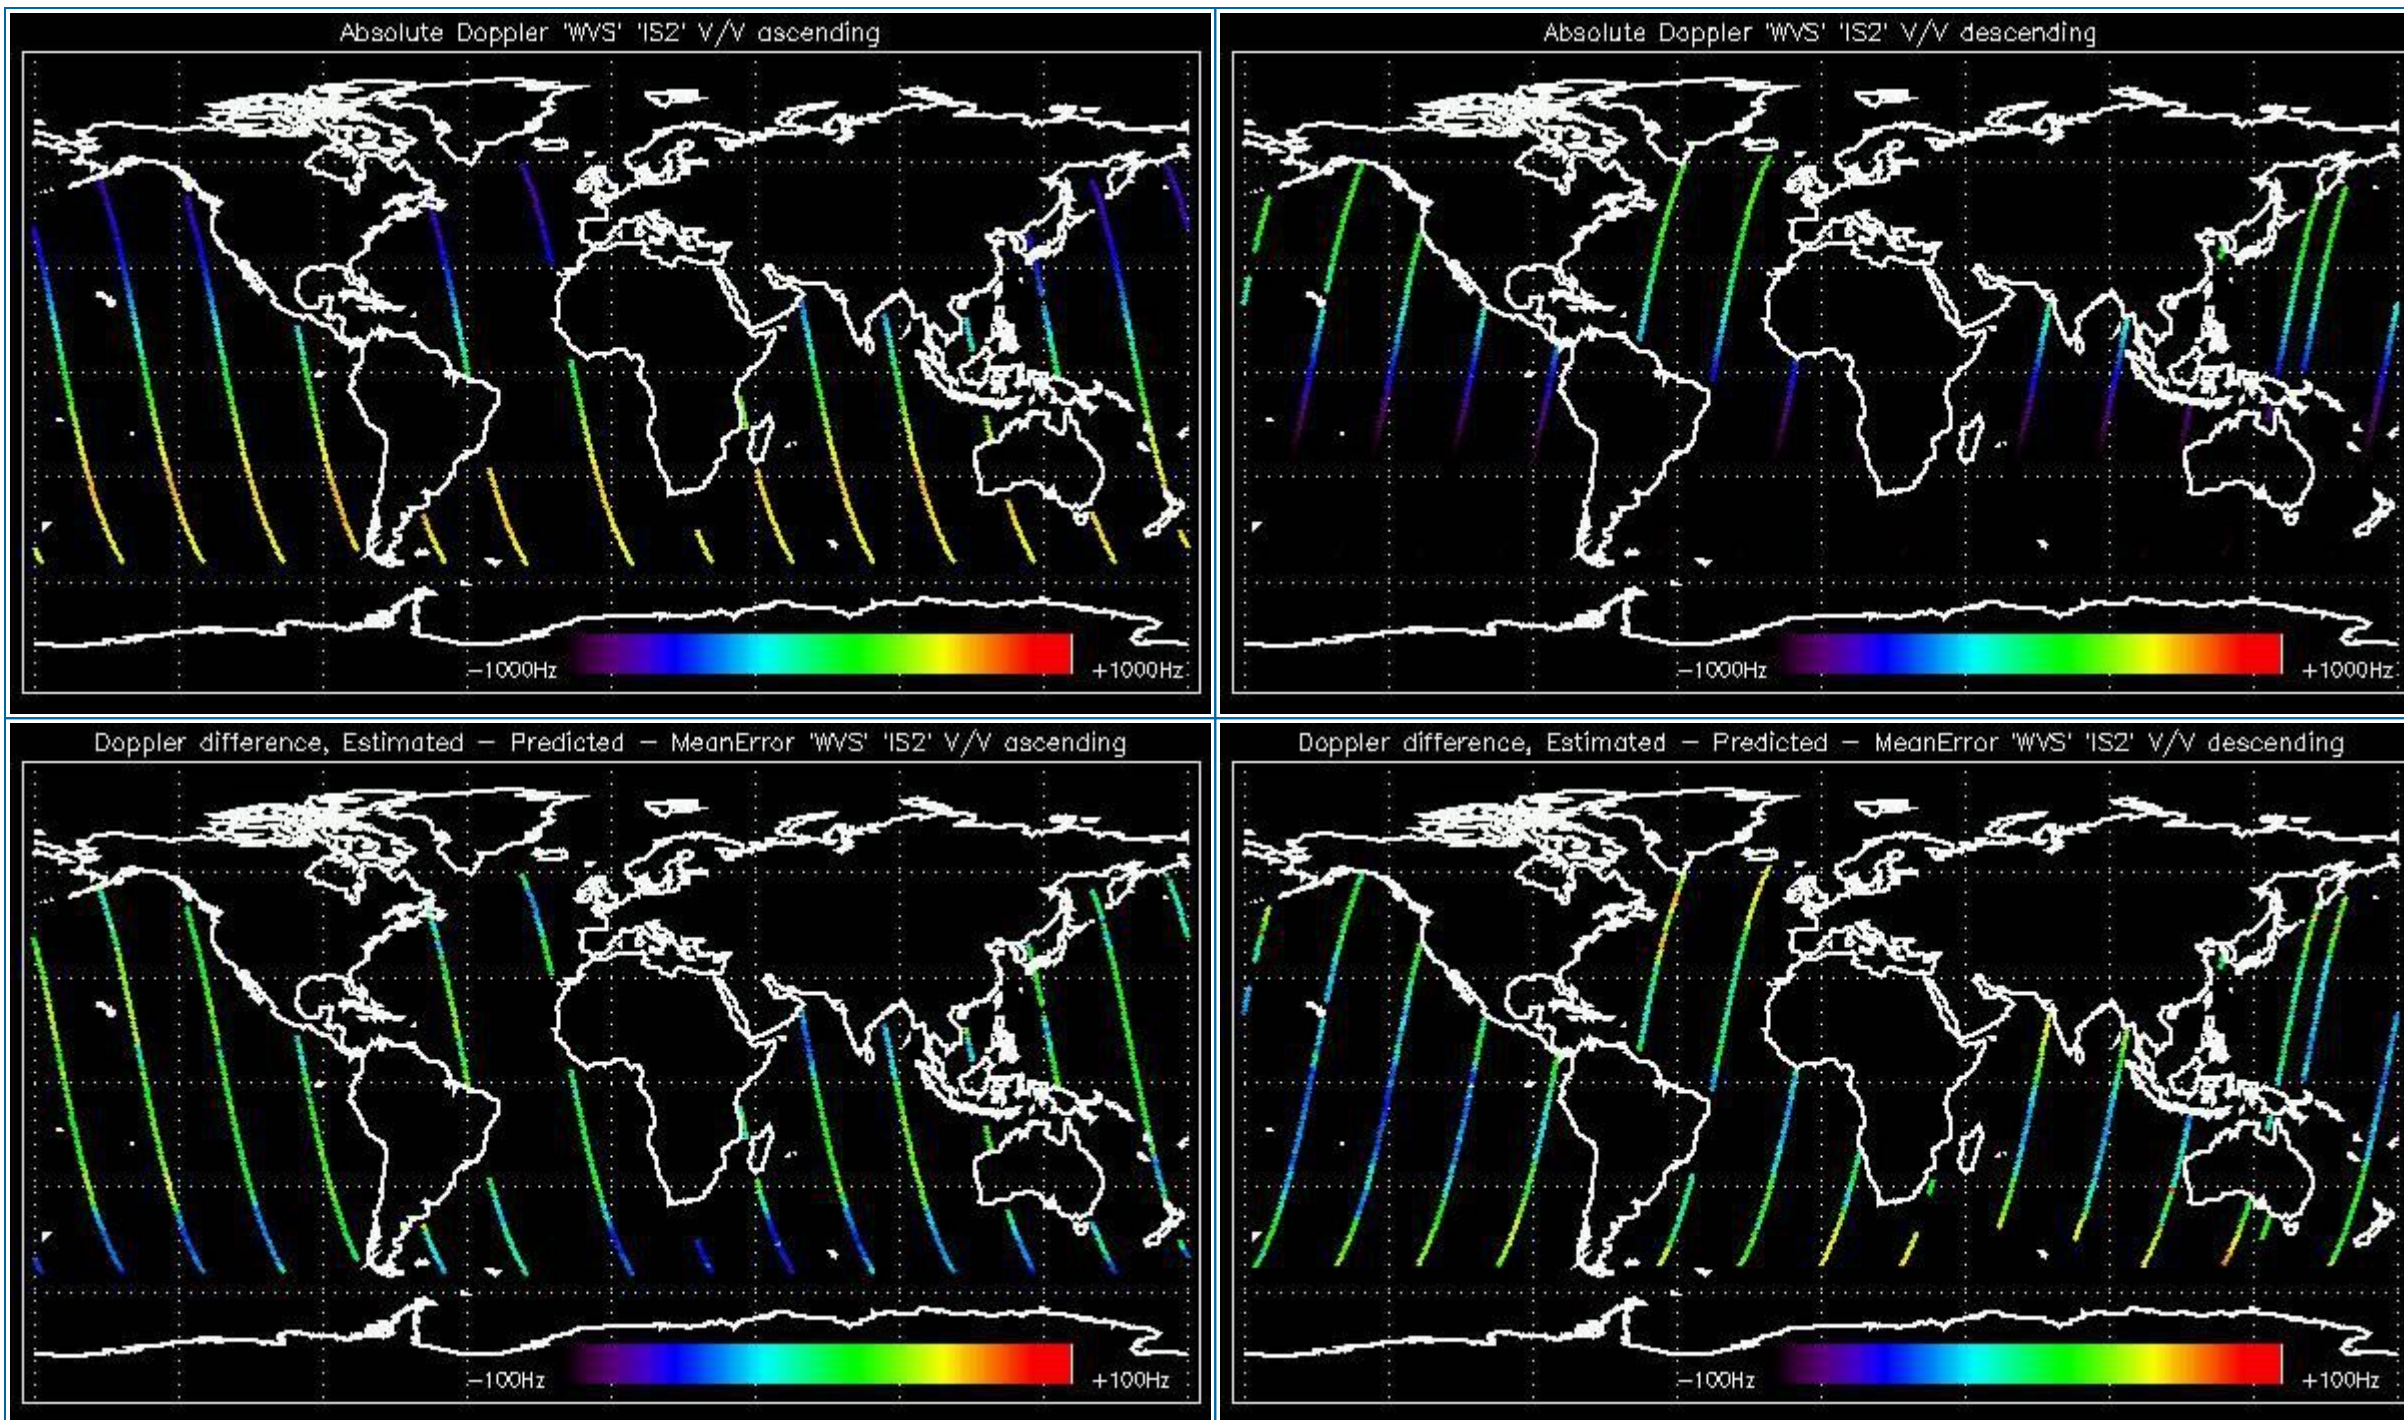 Absolute Doppler 'WVS' 'IS2' V/V ascending
−1000Hz
+1000Hz
Absolute Doppler 'WVS' 'IS2' V/V descending
−1000Hz
+1000Hz
Doppler difference, Estimated − Predicted − MeanError 'WVS' 'IS2' V/V ascending
−100Hz
+100Hz
Doppler difference, Estimated − Predicted − MeanError 'WVS' 'IS2' V/V descending
−100Hz
+100Hz